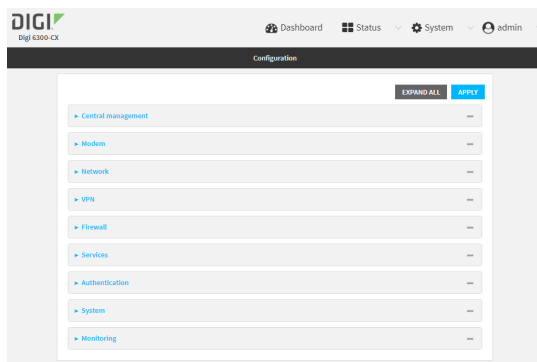 DIGI
Digi 6300-CX
Dashboard Status System admin
Configuration
EXPAND ALL APPLY
Central management
Modem
Network
VPN
Firewall
Services
Authentication
System
Monitoring